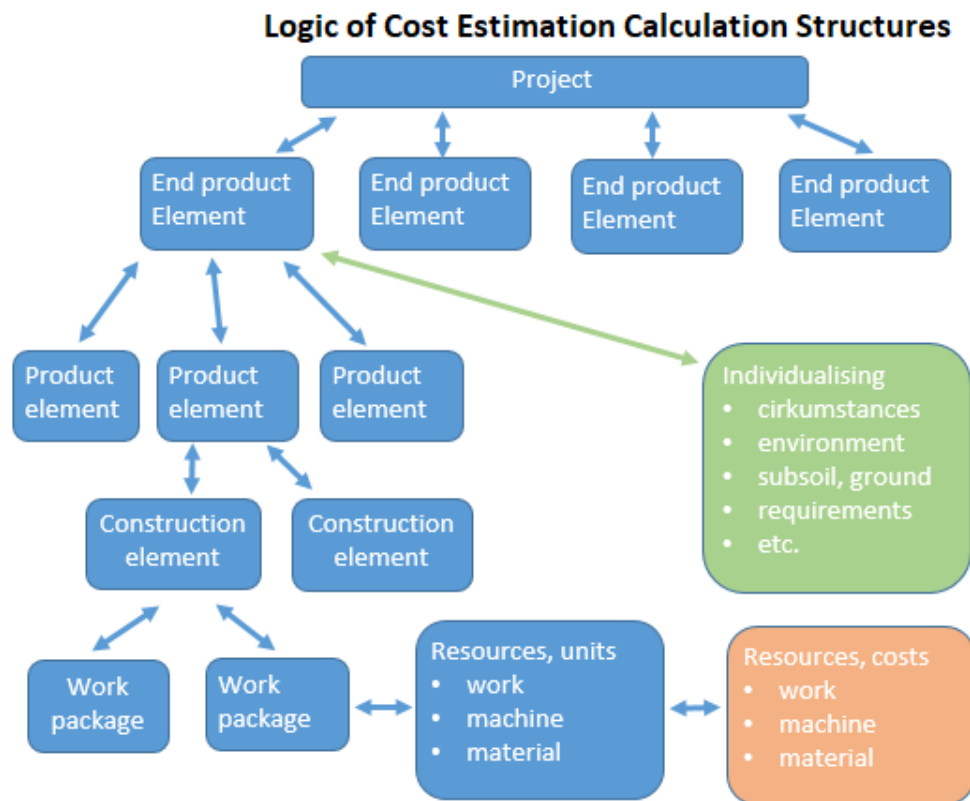 Logic of Cost Estimation Calculation Structures
Project
End product
Element
End product
Element
End product
Element
End product
Element
Product
element
Product
element
Product
element
Individualising
• cirkumstances
• environment
• subsoil, ground
• requirements
• etc.
Construction
element
Construction
element
Work
package
Work
package
Resources, units
• work
• machine
• material
Resources, costs
• work
• machine
• material